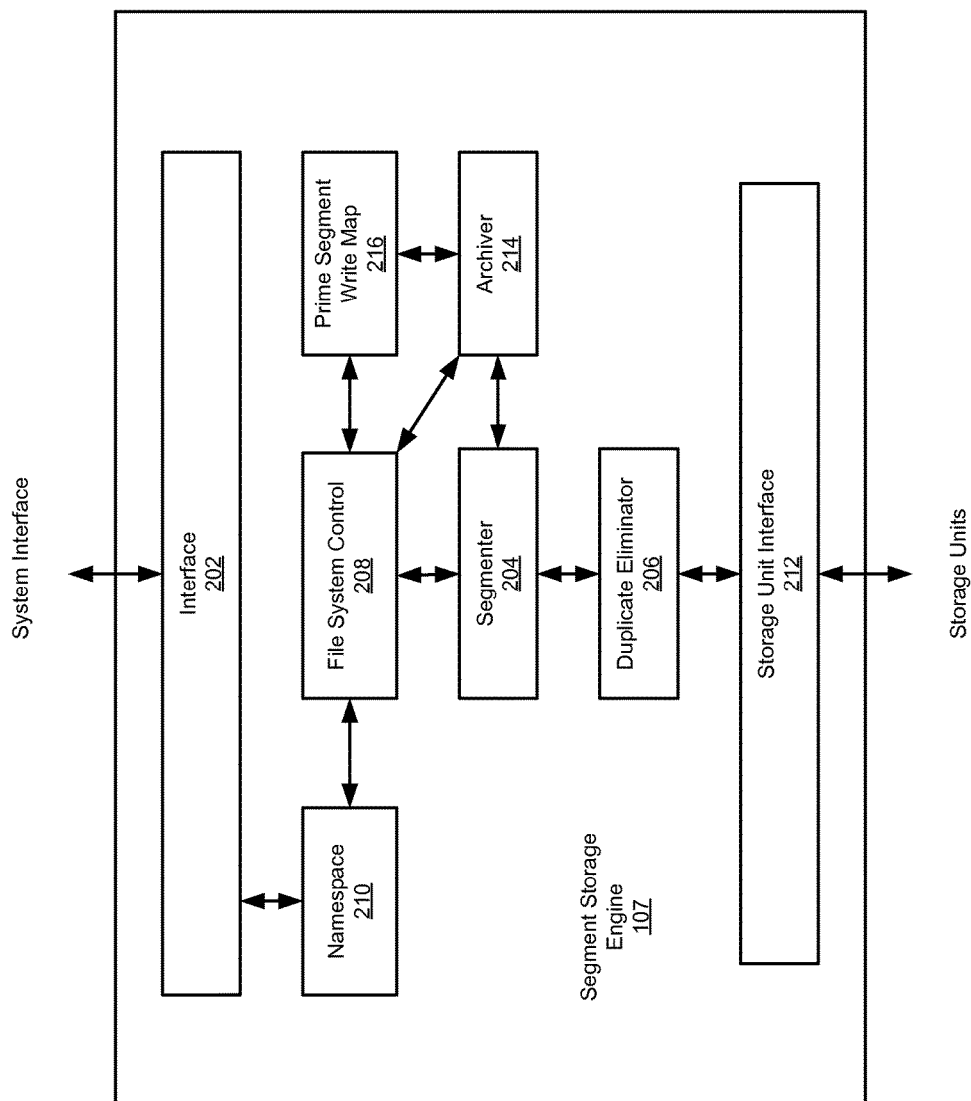 System Interface
Interface
202
Prime Segment
Write Map
216
File System Control
208
Namespace
210
Archiver
214
Segmenter
204
Duplicate Eliminator
206
Segment Storage
Engine
107
Storage Unit Interface
212
Storage Units